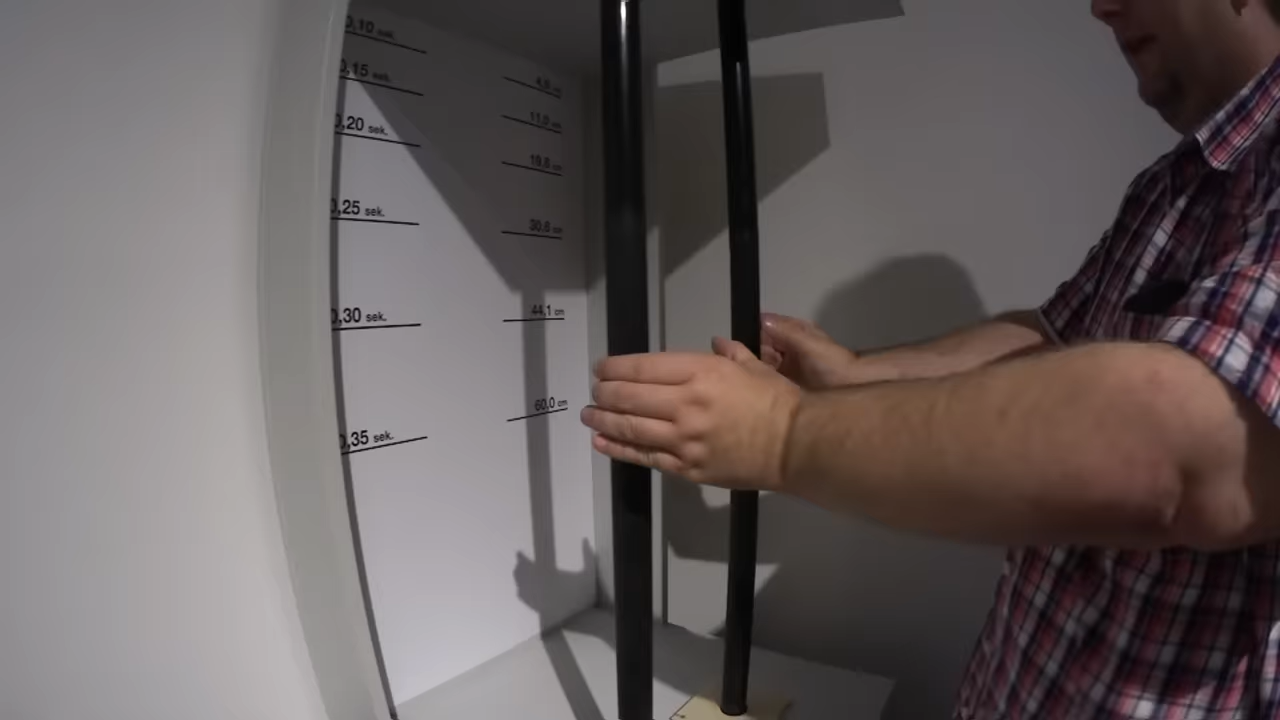 0,10 sek.
0,15 sek.
0,20 sek.
0,25 sek.
0,30 sek.
0,35 sek.
4,9 cm
11,0 cm
19,6 cm
30,6 cm
44,1 cm
60,0 cm